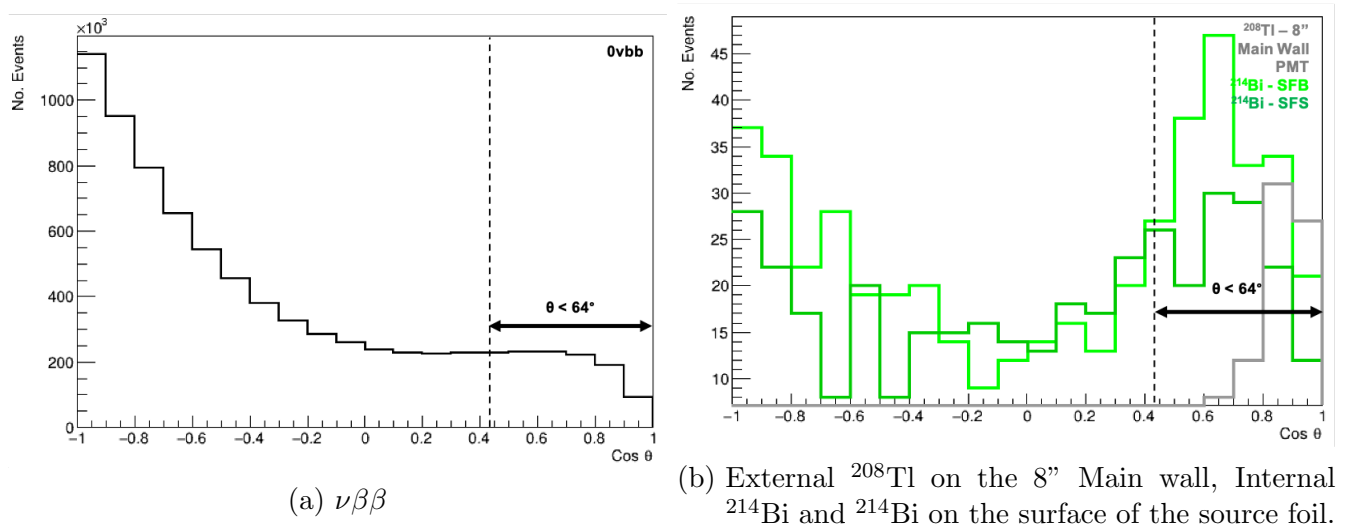 ×10³
No. Events
0νbb
1000
800
600
400
200
0
θ < 64°
−1 −0.8 −0.6 −0.4 −0.2 0 0.2 0.4 0.6 0.8 1
Cos θ
(a) νββ
No. Events
²⁰⁸Tl – 8”
Main Wall
PMT
²¹⁴Bi - SFB
²¹⁴Bi - SFS
45
40
35
30
25
20
15
10
θ < 64°
−1 −0.8 −0.6 −0.4 −0.2 0 0.2 0.4 0.6 0.8 1
Cos θ
(b) External ²⁰⁸Tl on the 8” Main wall, Internal
²¹⁴Bi and ²¹⁴Bi on the surface of the source foil.